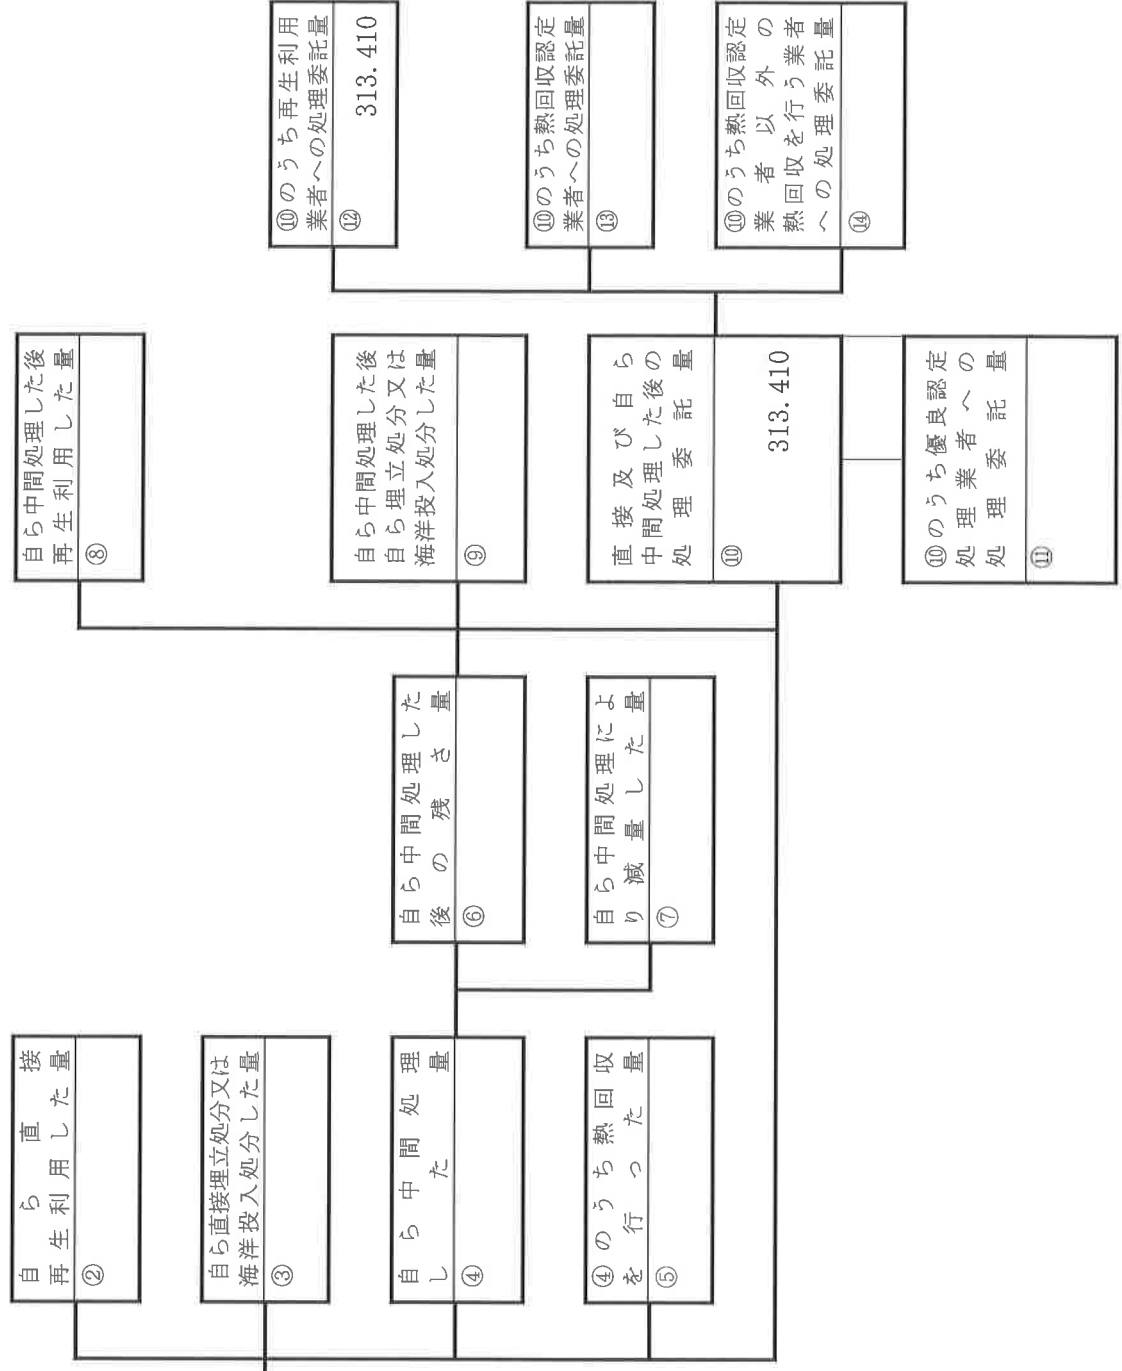 自ら直接
再生利用した量
②
自ら直接埋立処分又は
海洋投入処分した量
③
自ら中間処理
した量
④
④のうち熱回収
を行った量
⑤
自ら中間処理した
後の残さ量
⑥
自ら中間処理によ
り減量した量
⑦
自ら中間処理した後
再生利用した量
⑧
自ら中間処理した後
自ら埋立処分又は
海洋投入処分した量
⑨
直接及び自ら
中間処理した後の
処理委託量
⑩
313.410
⑩のうち優良認定
処理業者への
処理委託量
⑪
⑩のうち再生利用
業者への処理委託量
⑫
313.410
⑩のうち熱回収認定
業者への処理委託量
⑬
⑩のうち熱回収認定
業者以外の
熱回収を行う業者
への処理委託量
⑭